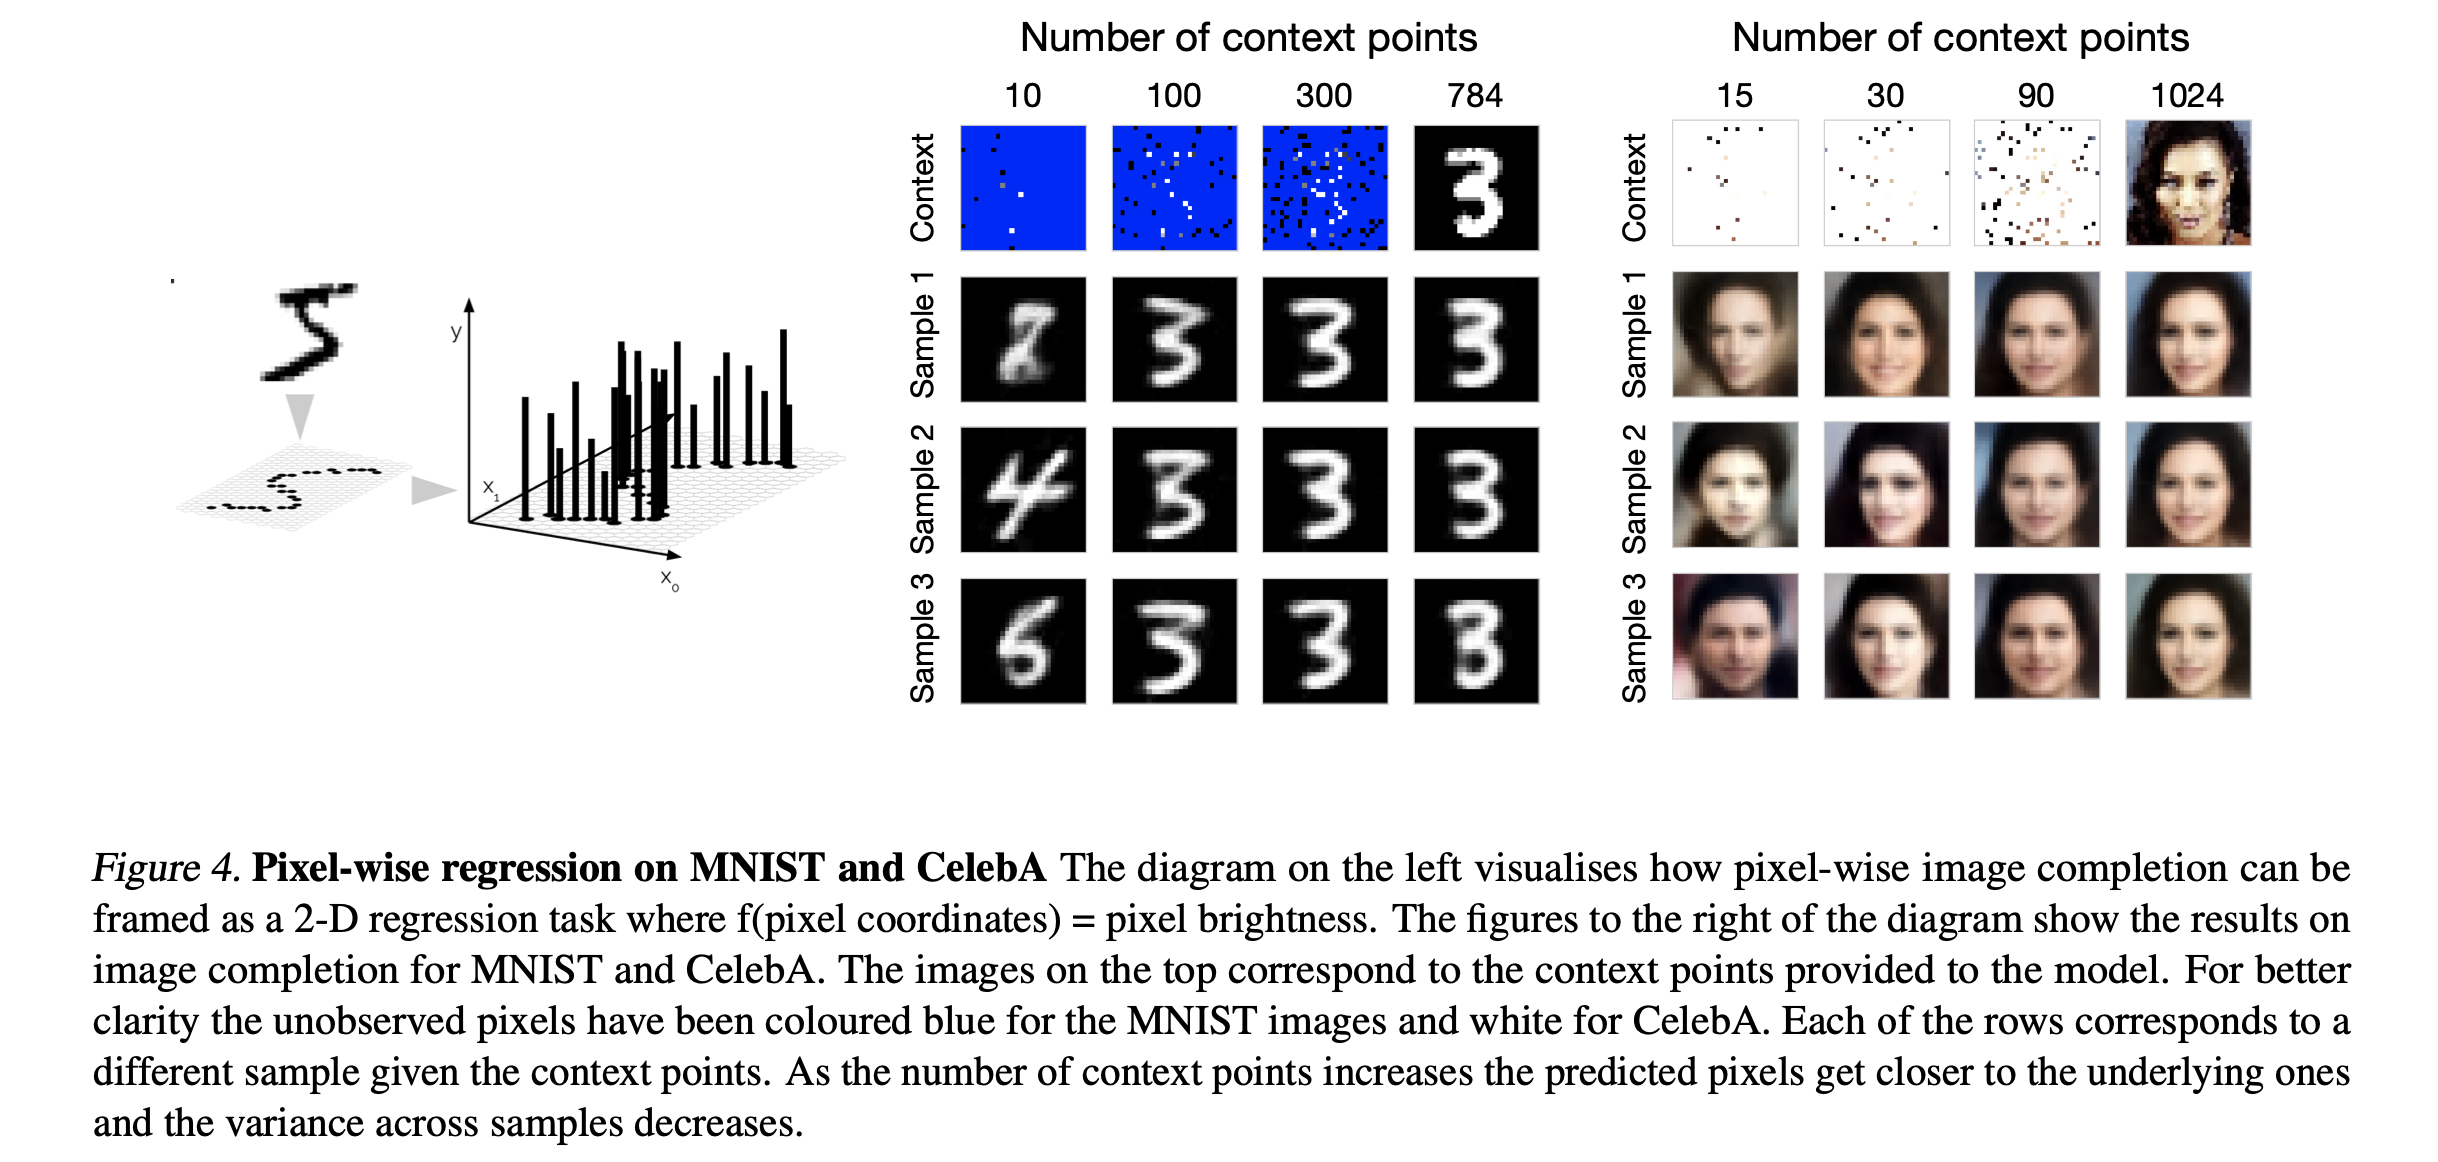 Number of context points
10 100 300 784
Context
Sample 1
Sample 2
Sample 3
Number of context points
15 30 90 1024
Context
Sample 1
Sample 2
Sample 3
y
x1
x0
Figure 4. Pixel-wise regression on MNIST and CelebA The diagram on the left visualises how pixel-wise image completion can be
framed as a 2-D regression task where f(pixel coordinates) = pixel brightness. The figures to the right of the diagram show the results on
image completion for MNIST and CelebA. The images on the top correspond to the context points provided to the model. For better
clarity the unobserved pixels have been coloured blue for the MNIST images and white for CelebA. Each of the rows corresponds to a
different sample given the context points. As the number of context points increases the predicted pixels get closer to the underlying ones
and the variance across samples decreases.